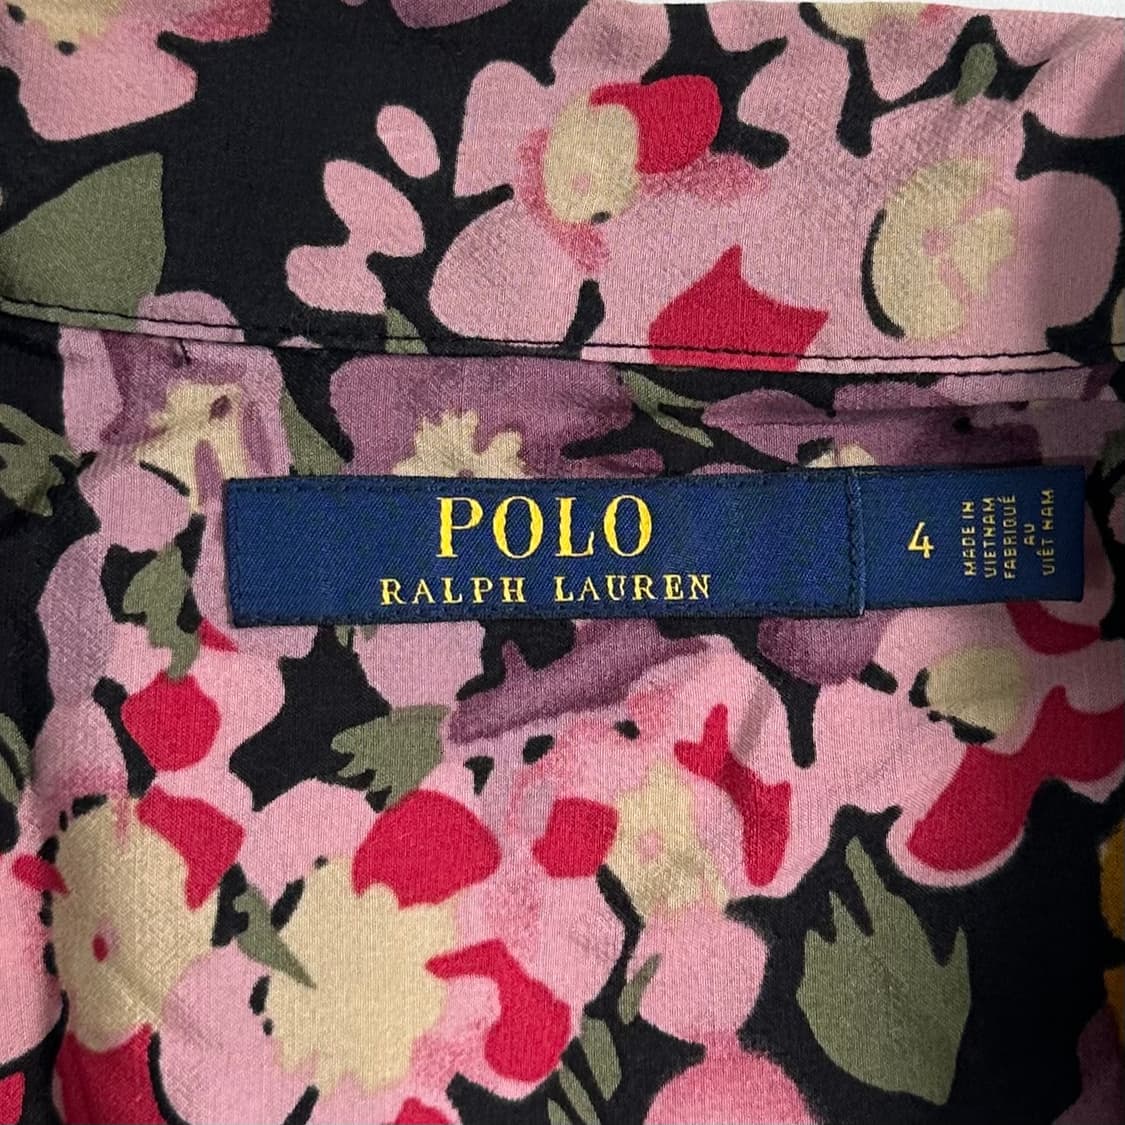 POLO
RALPH LAUREN
4
MADE IN
VIETNAM
FABRIQUÉ
AU
VIÊT NAM